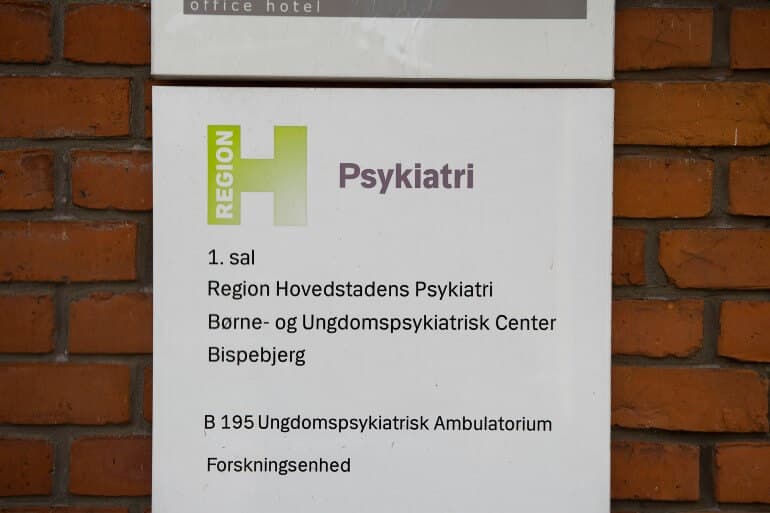 office hotel
REGION H
Psykiatri
1. sal
Region Hovedstadens Psykiatri
Børne- og Ungdomspsykiatrisk Center
Bispebjerg
B 195 Ungdomspsykiatrisk Ambulatorium
Forskningsenhed